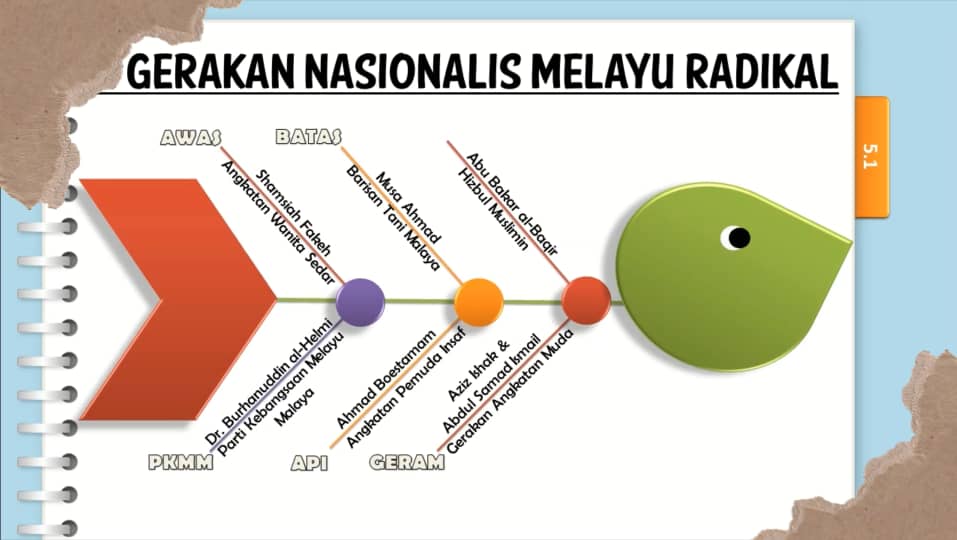 GERAKAN NASIONALIS MELAYU RADIKAL
5.1
AWAS
Shamsiah Fakeh
Angkatan Wanita Sedar
BATAS
Musa Ahmad
Barisan Tani Malaya
Abu Bakar al-Baqir
Hizbul Muslimin
Dr. Burhanuddin al-Helmi
Parti Kebangsaan Melayu
Malaya
PKMM
Ahmad Boestamam
Angkatan Pemuda Insaf
API
Aziz Ishak &
Abdul Samad Ismail
Gerakan Angkatan Muda
GERAM